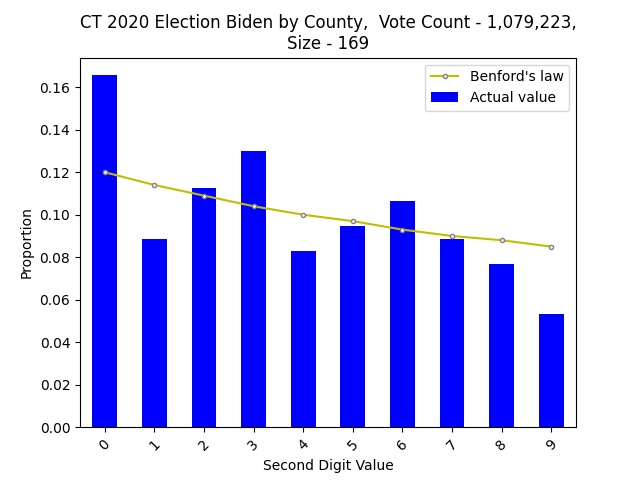 CT 2020 Election Biden by County,  Vote Count - 1,079,223,
Size - 169
Benford's law
Actual value
0.16
0.14
0.12
0.10
0.08
0.06
0.04
0.02
0.00
Proportion
0 1 2 3 4 5 6 7 8 9
Second Digit Value